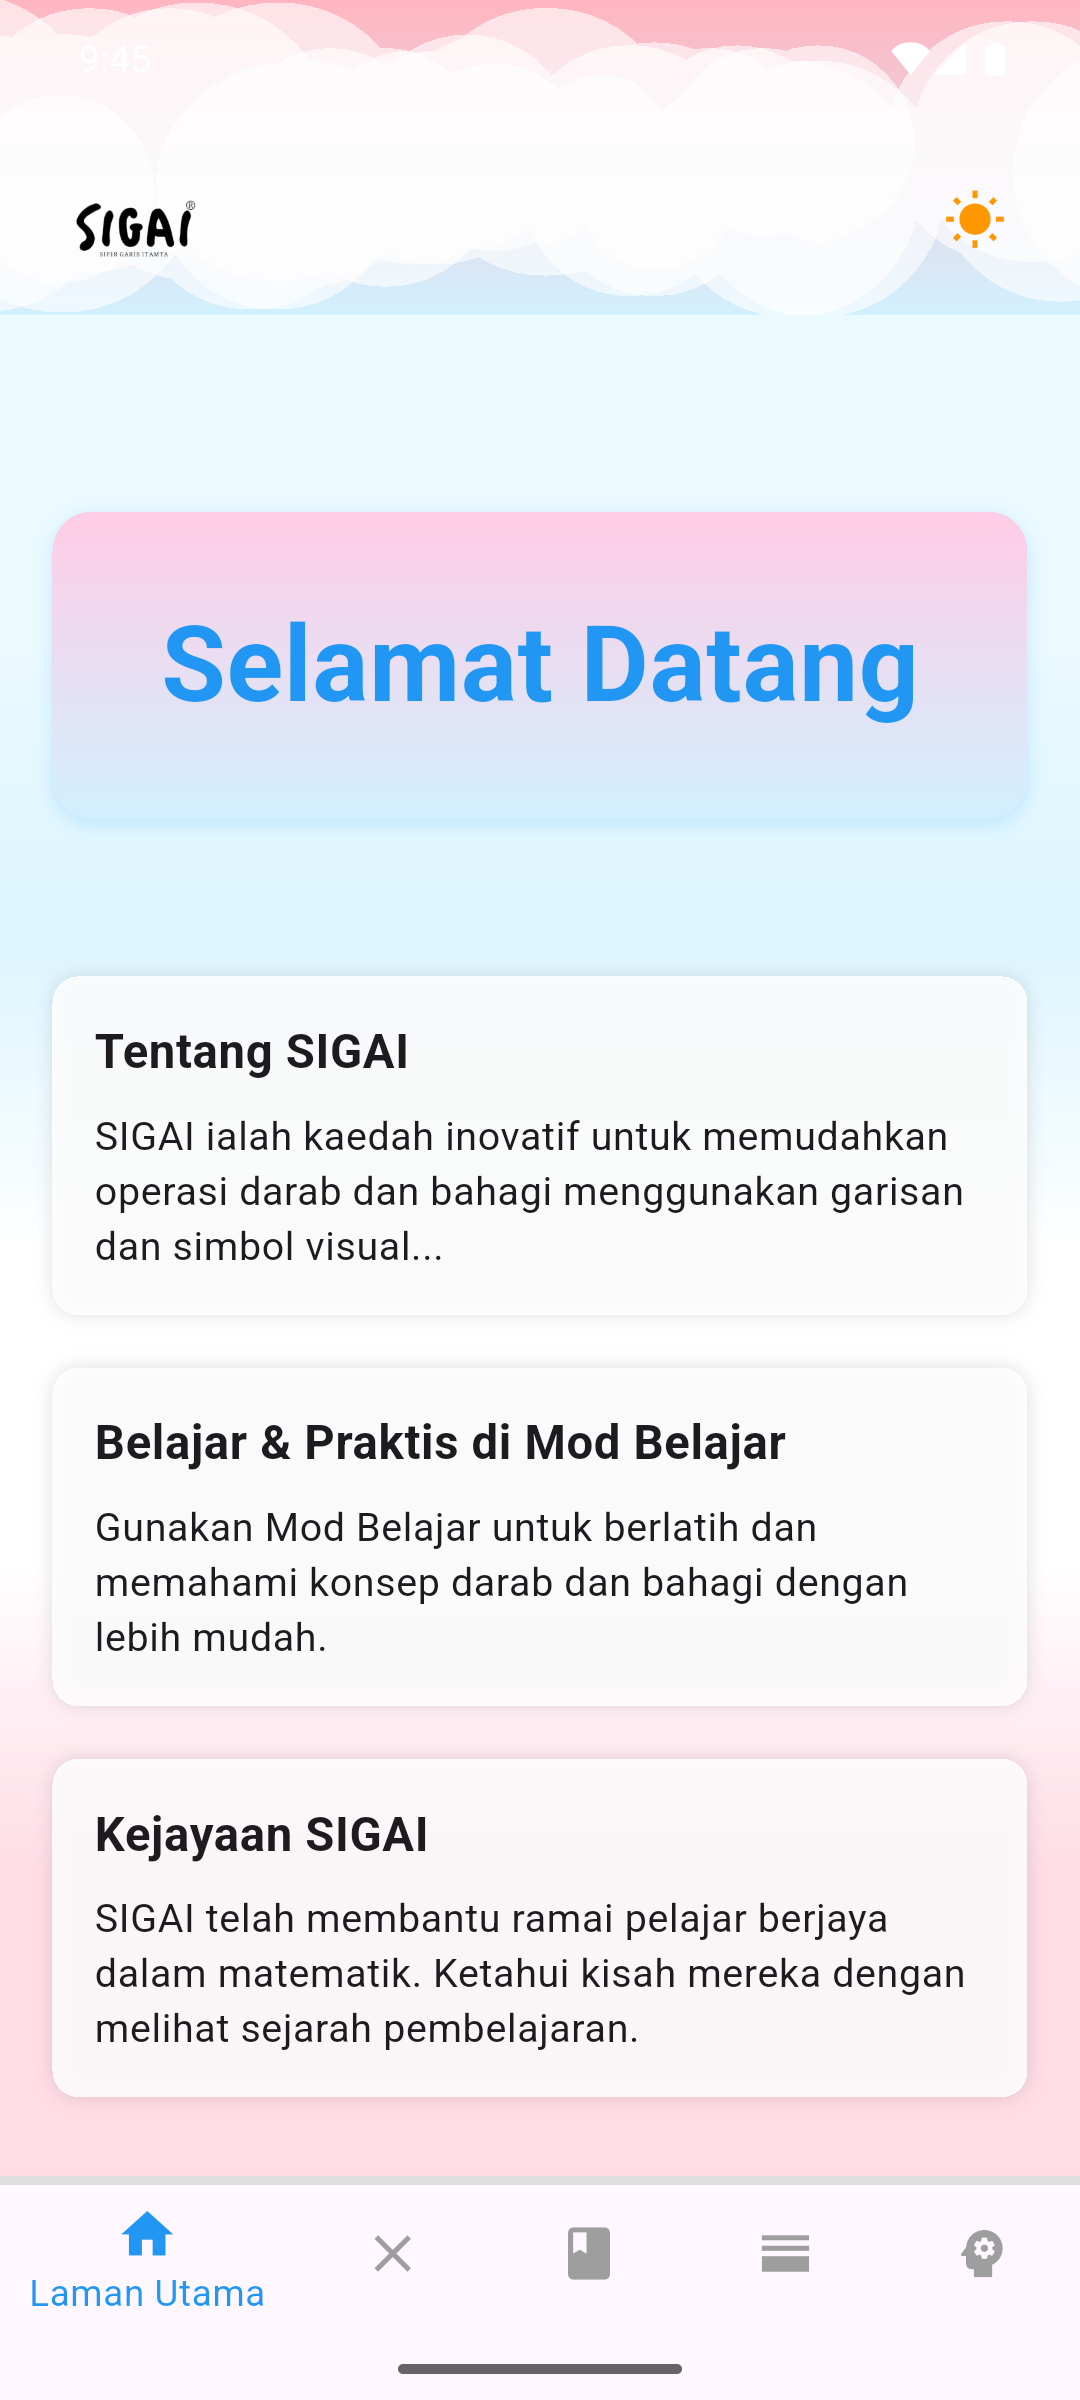 9:45
SIGAI®
SIFIR GARIS ITAMTA
Selamat Datang
Tentang SIGAI
SIGAI ialah kaedah inovatif untuk memudahkan
operasi darab dan bahagi menggunakan garisan
dan simbol visual...
Belajar & Praktis di Mod Belajar
Gunakan Mod Belajar untuk berlatih dan
memahami konsep darab dan bahagi dengan
lebih mudah.
Kejayaan SIGAI
SIGAI telah membantu ramai pelajar berjaya
dalam matematik. Ketahui kisah mereka dengan
melihat sejarah pembelajaran.
Laman Utama